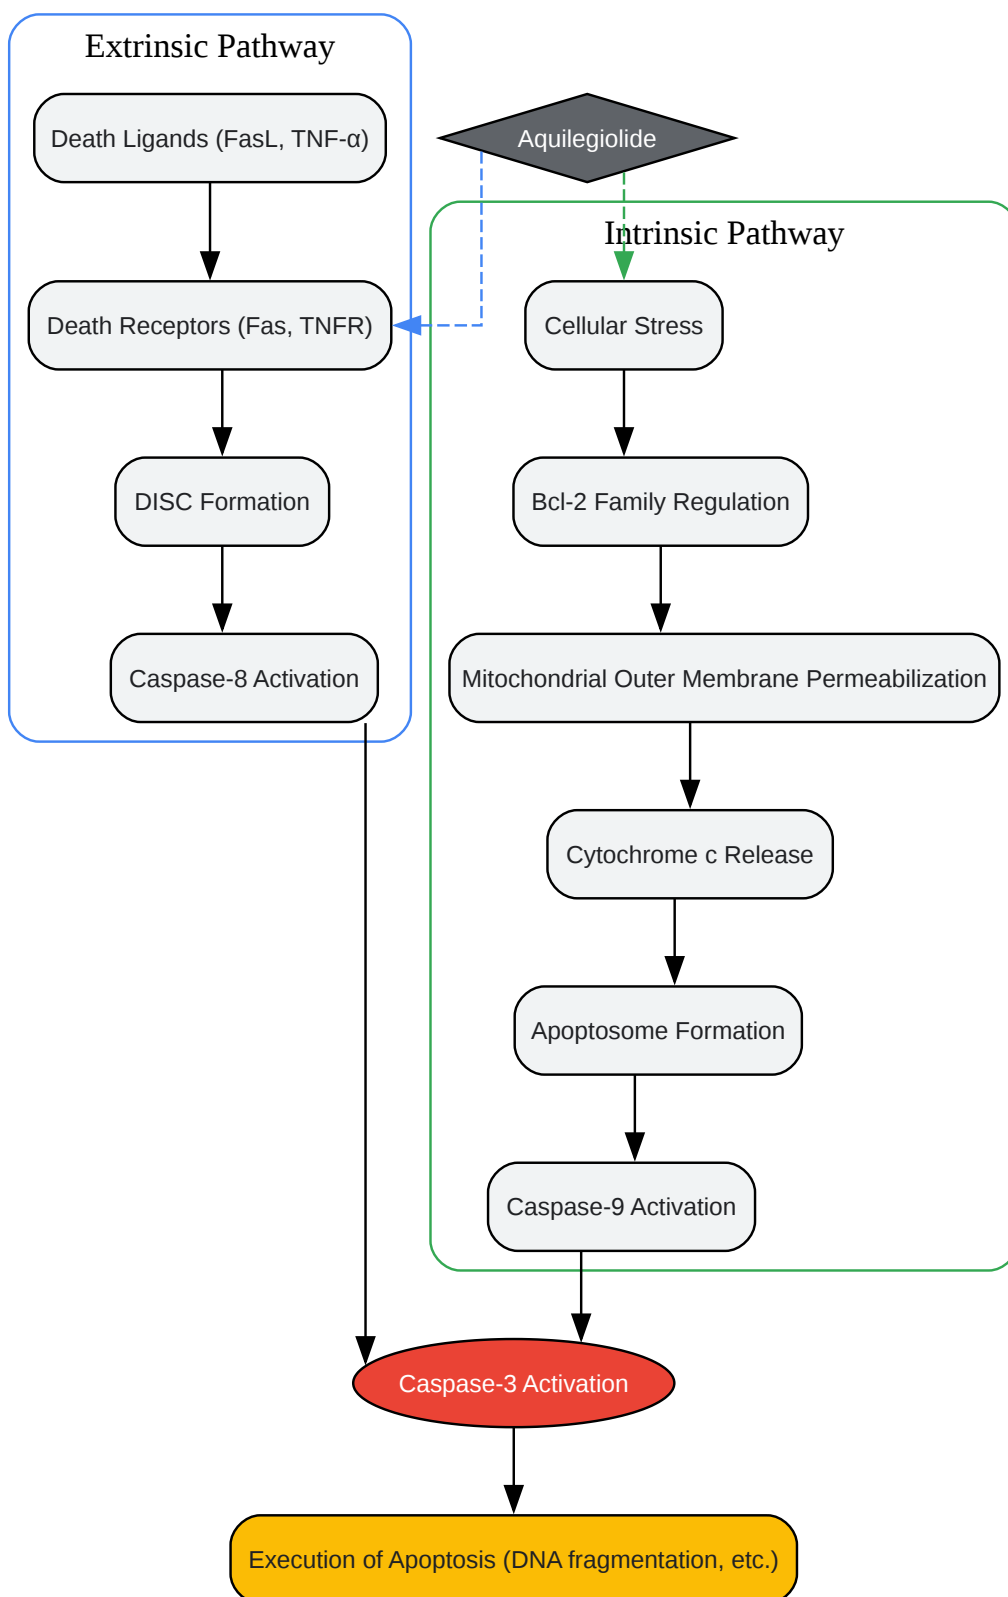 Extrinsic Pathway
Death Ligands (FasL, TNF-α)
Death Receptors (Fas, TNFR)
DISC Formation
Caspase-8 Activation
Aquilegiolide
Intrinsic Pathway
Cellular Stress
Bcl-2 Family Regulation
Mitochondrial Outer Membrane Permeabilization
Cytochrome c Release
Apoptosome Formation
Caspase-9 Activation
Caspase-3 Activation
Execution of Apoptosis (DNA fragmentation, etc.)